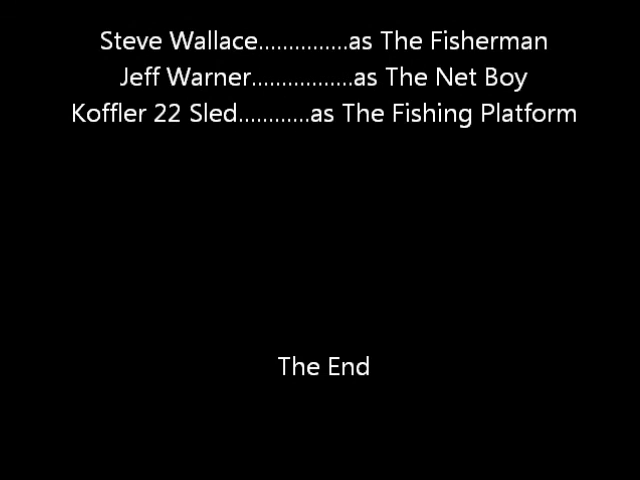 Steve Wallace...............as The Fisherman
Jeff Warner.................as The Net Boy
Koffler 22 Sled............as The Fishing Platform
The End